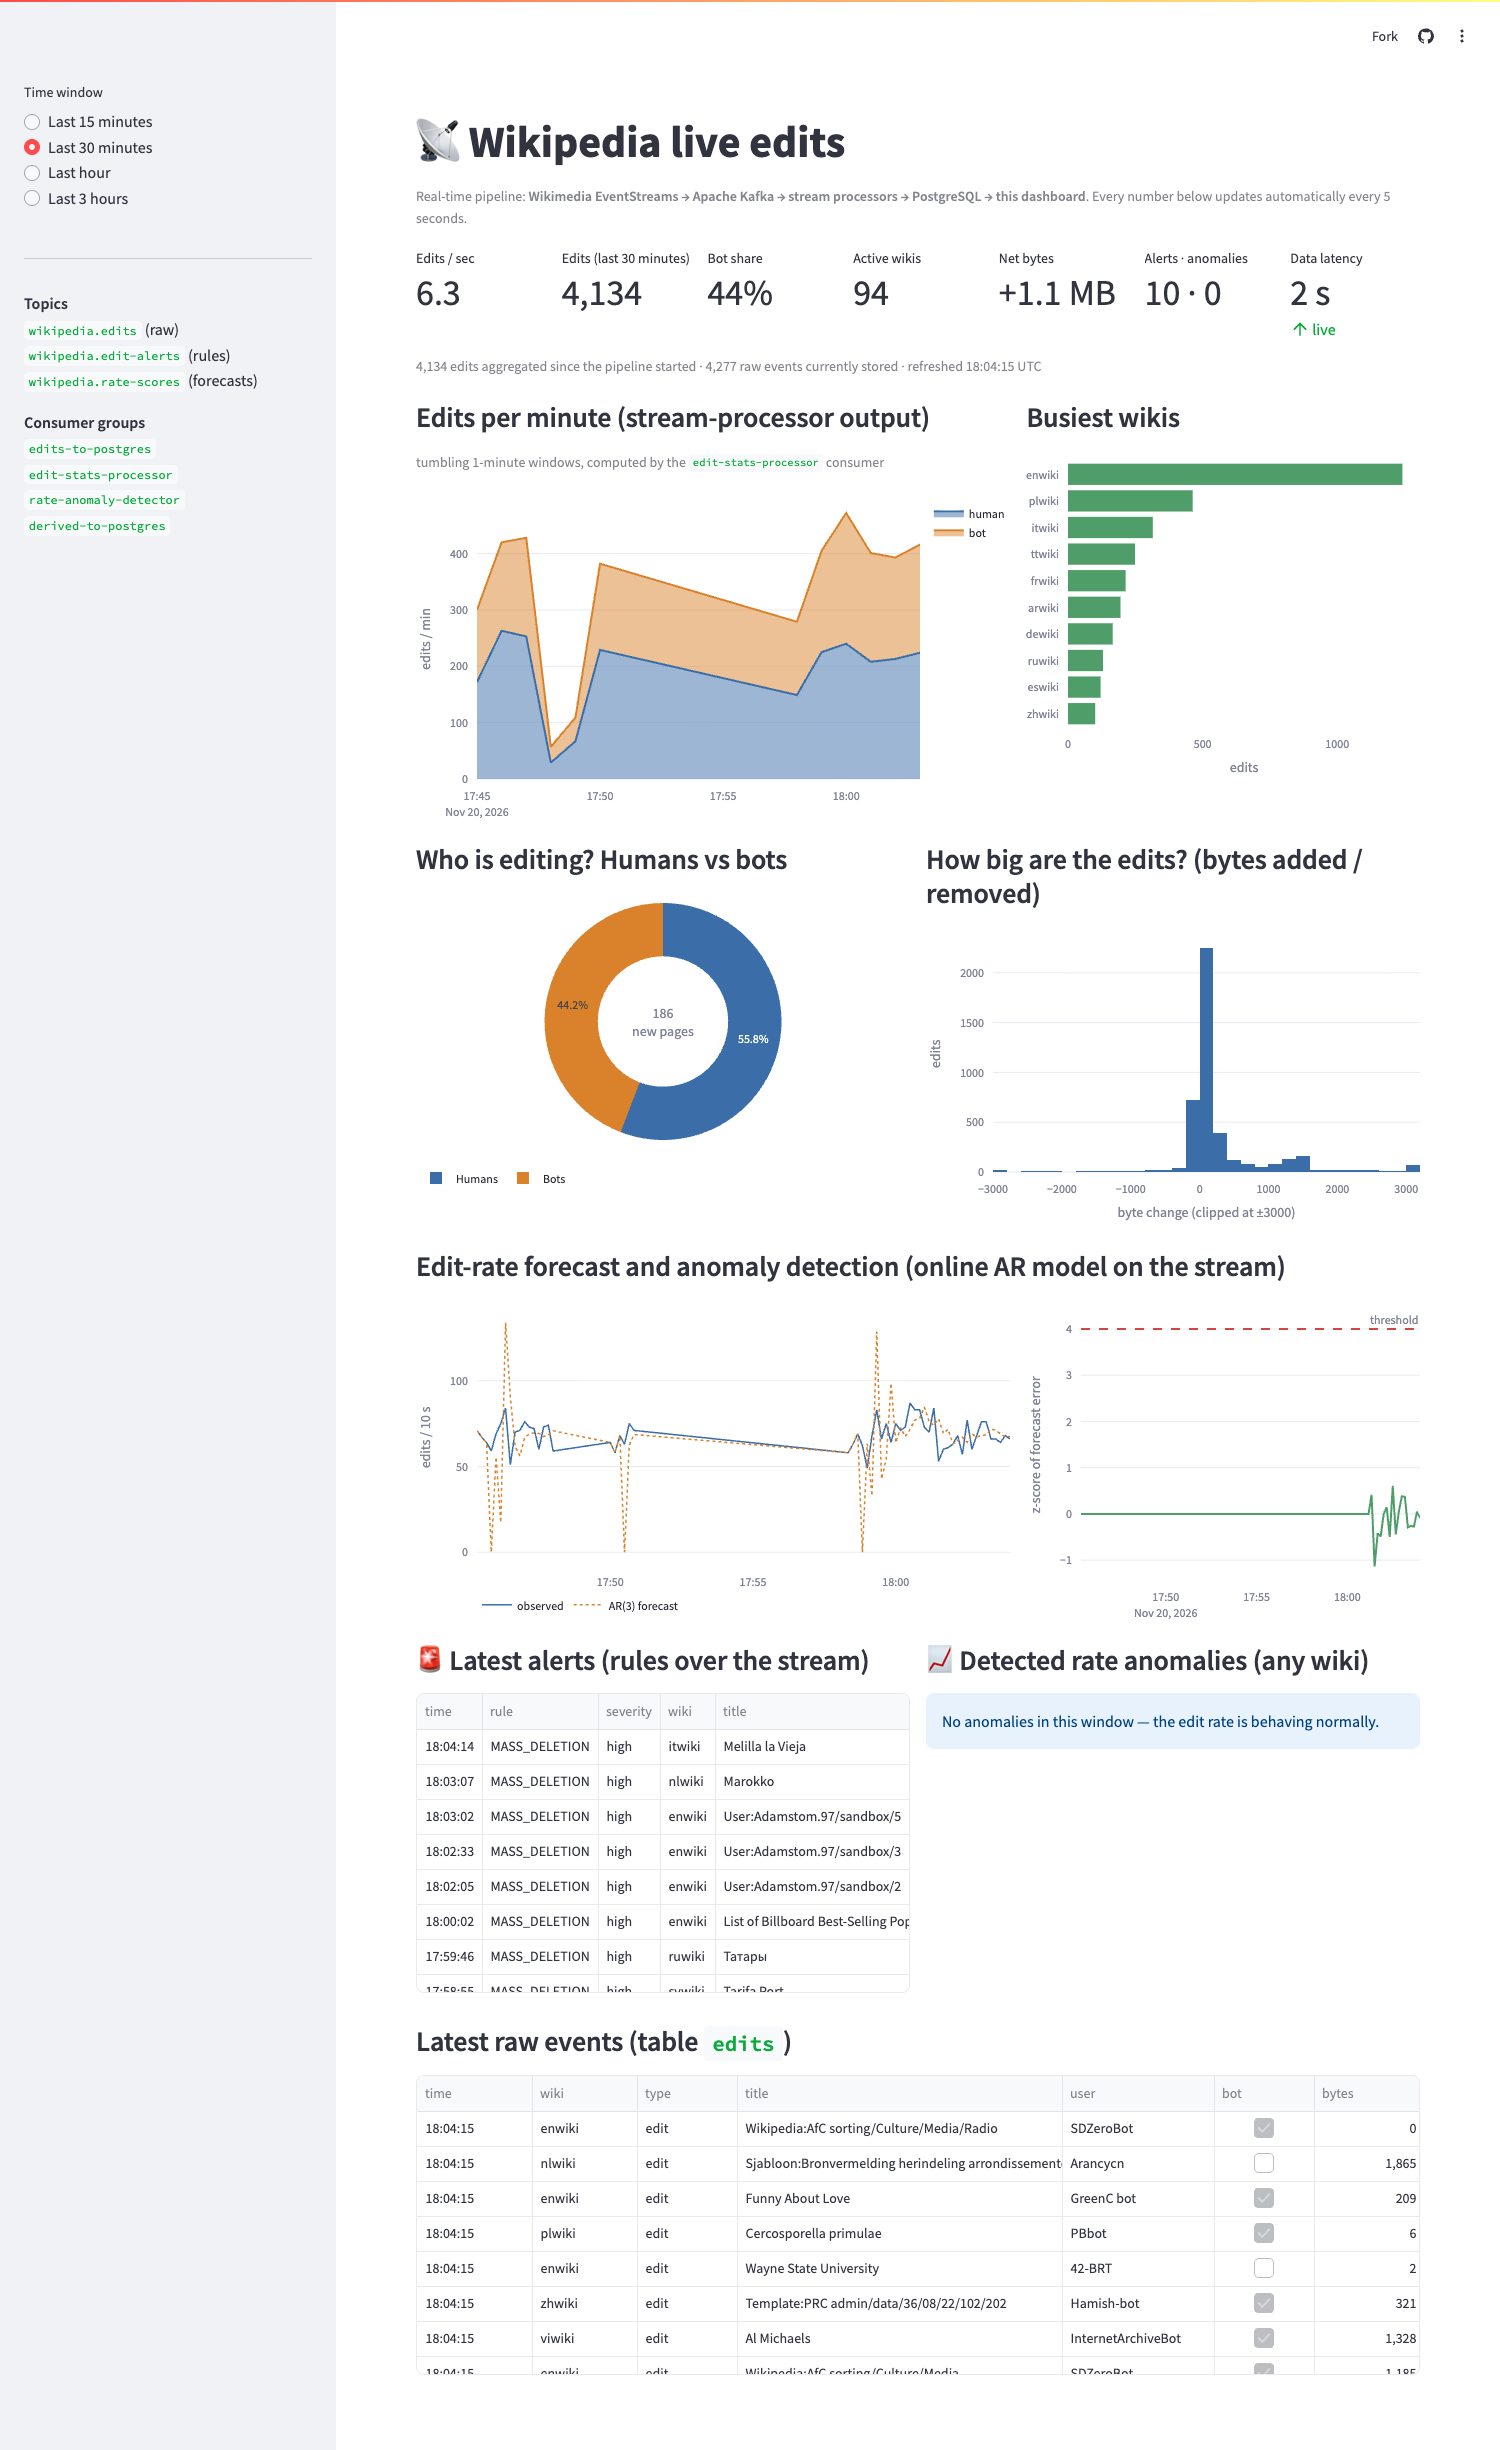 Fork
Time window
Last 15 minutes
Last 30 minutes
Last hour
Last 3 hours
Topics
wikipedia.edits (raw)
wikipedia.edit-alerts (rules)
wikipedia.rate-scores (forecasts)
Consumer groups
edits-to-postgres
edit-stats-processor
rate-anomaly-detector
derived-to-postgres
Wikipedia live edits
Real-time pipeline: Wikimedia EventStreams → Apache Kafka → stream processors → PostgreSQL → this dashboard. Every number below updates automatically every 5
seconds.
Edits / sec
6.3
Edits (last 30 minutes)
4,134
Bot share
44%
Active wikis
94
Net bytes
+1.1 MB
Alerts · anomalies
10 · 0
Data latency
2 s
↑ live
4,134 edits aggregated since the pipeline started · 4,277 raw events currently stored · refreshed 18:04:15 UTC
Edits per minute (stream-processor output)
tumbling 1-minute windows, computed by the edit-stats-processor consumer
human
bot
edits / min
400
300
200
100
0
17:45 17:50 17:55 18:00
Nov 20, 2026
Busiest wikis
enwiki
plwiki
itwiki
ttwiki
frwiki
arwiki
dewiki
ruwiki
eswiki
zhwiki
0 500 1000
edits
Who is editing? Humans vs bots
44.2%
186
new pages
55.8%
Humans Bots
How big are the edits? (bytes added /
removed)
edits
2000
1500
1000
500
0
−3000 −2000 −1000 0 1000 2000 3000
byte change (clipped at ±3000)
Edit-rate forecast and anomaly detection (online AR model on the stream)
edits / 10 s
100
50
0
17:50 17:55 18:00
observed AR(3) forecast
threshold
z-score of forecast error
4
3
2
1
0
−1
17:50 17:55 18:00
Nov 20, 2026
Latest alerts (rules over the stream)
time rule severity wiki title
18:04:14 MASS_DELETION high itwiki Melilla la Vieja
18:03:07 MASS_DELETION high nlwiki Marokko
18:03:02 MASS_DELETION high enwiki User:Adamstom.97/sandbox/5
18:02:33 MASS_DELETION high enwiki User:Adamstom.97/sandbox/3
18:02:05 MASS_DELETION high enwiki User:Adamstom.97/sandbox/2
18:00:02 MASS_DELETION high enwiki List of Billboard Best-Selling Pop
17:59:46 MASS_DELETION high ruwiki Татары
17:58:55 MASS_DELETION high svwiki Tarifa Port
Detected rate anomalies (any wiki)
No anomalies in this window — the edit rate is behaving normally.
Latest raw events (table edits )
time wiki type title user bot bytes
18:04:15 enwiki edit Wikipedia:AfC sorting/Culture/Media/Radio SDZeroBot 0
18:04:15 nlwiki edit Sjabloon:Bronvermelding herindeling arrondissement Arancycn 1,865
18:04:15 enwiki edit Funny About Love GreenC bot 209
18:04:15 plwiki edit Cercosporella primulae PBbot 6
18:04:15 enwiki edit Wayne State University 42-BRT 2
18:04:15 zhwiki edit Template:PRC admin/data/36/08/22/102/202 Hamish-bot 321
18:04:15 viwiki edit Al Michaels InternetArchiveBot 1,328
18:04:15 enwiki edit Wikipedia:AfC sorting/Culture/Media SDZeroBot 1,185